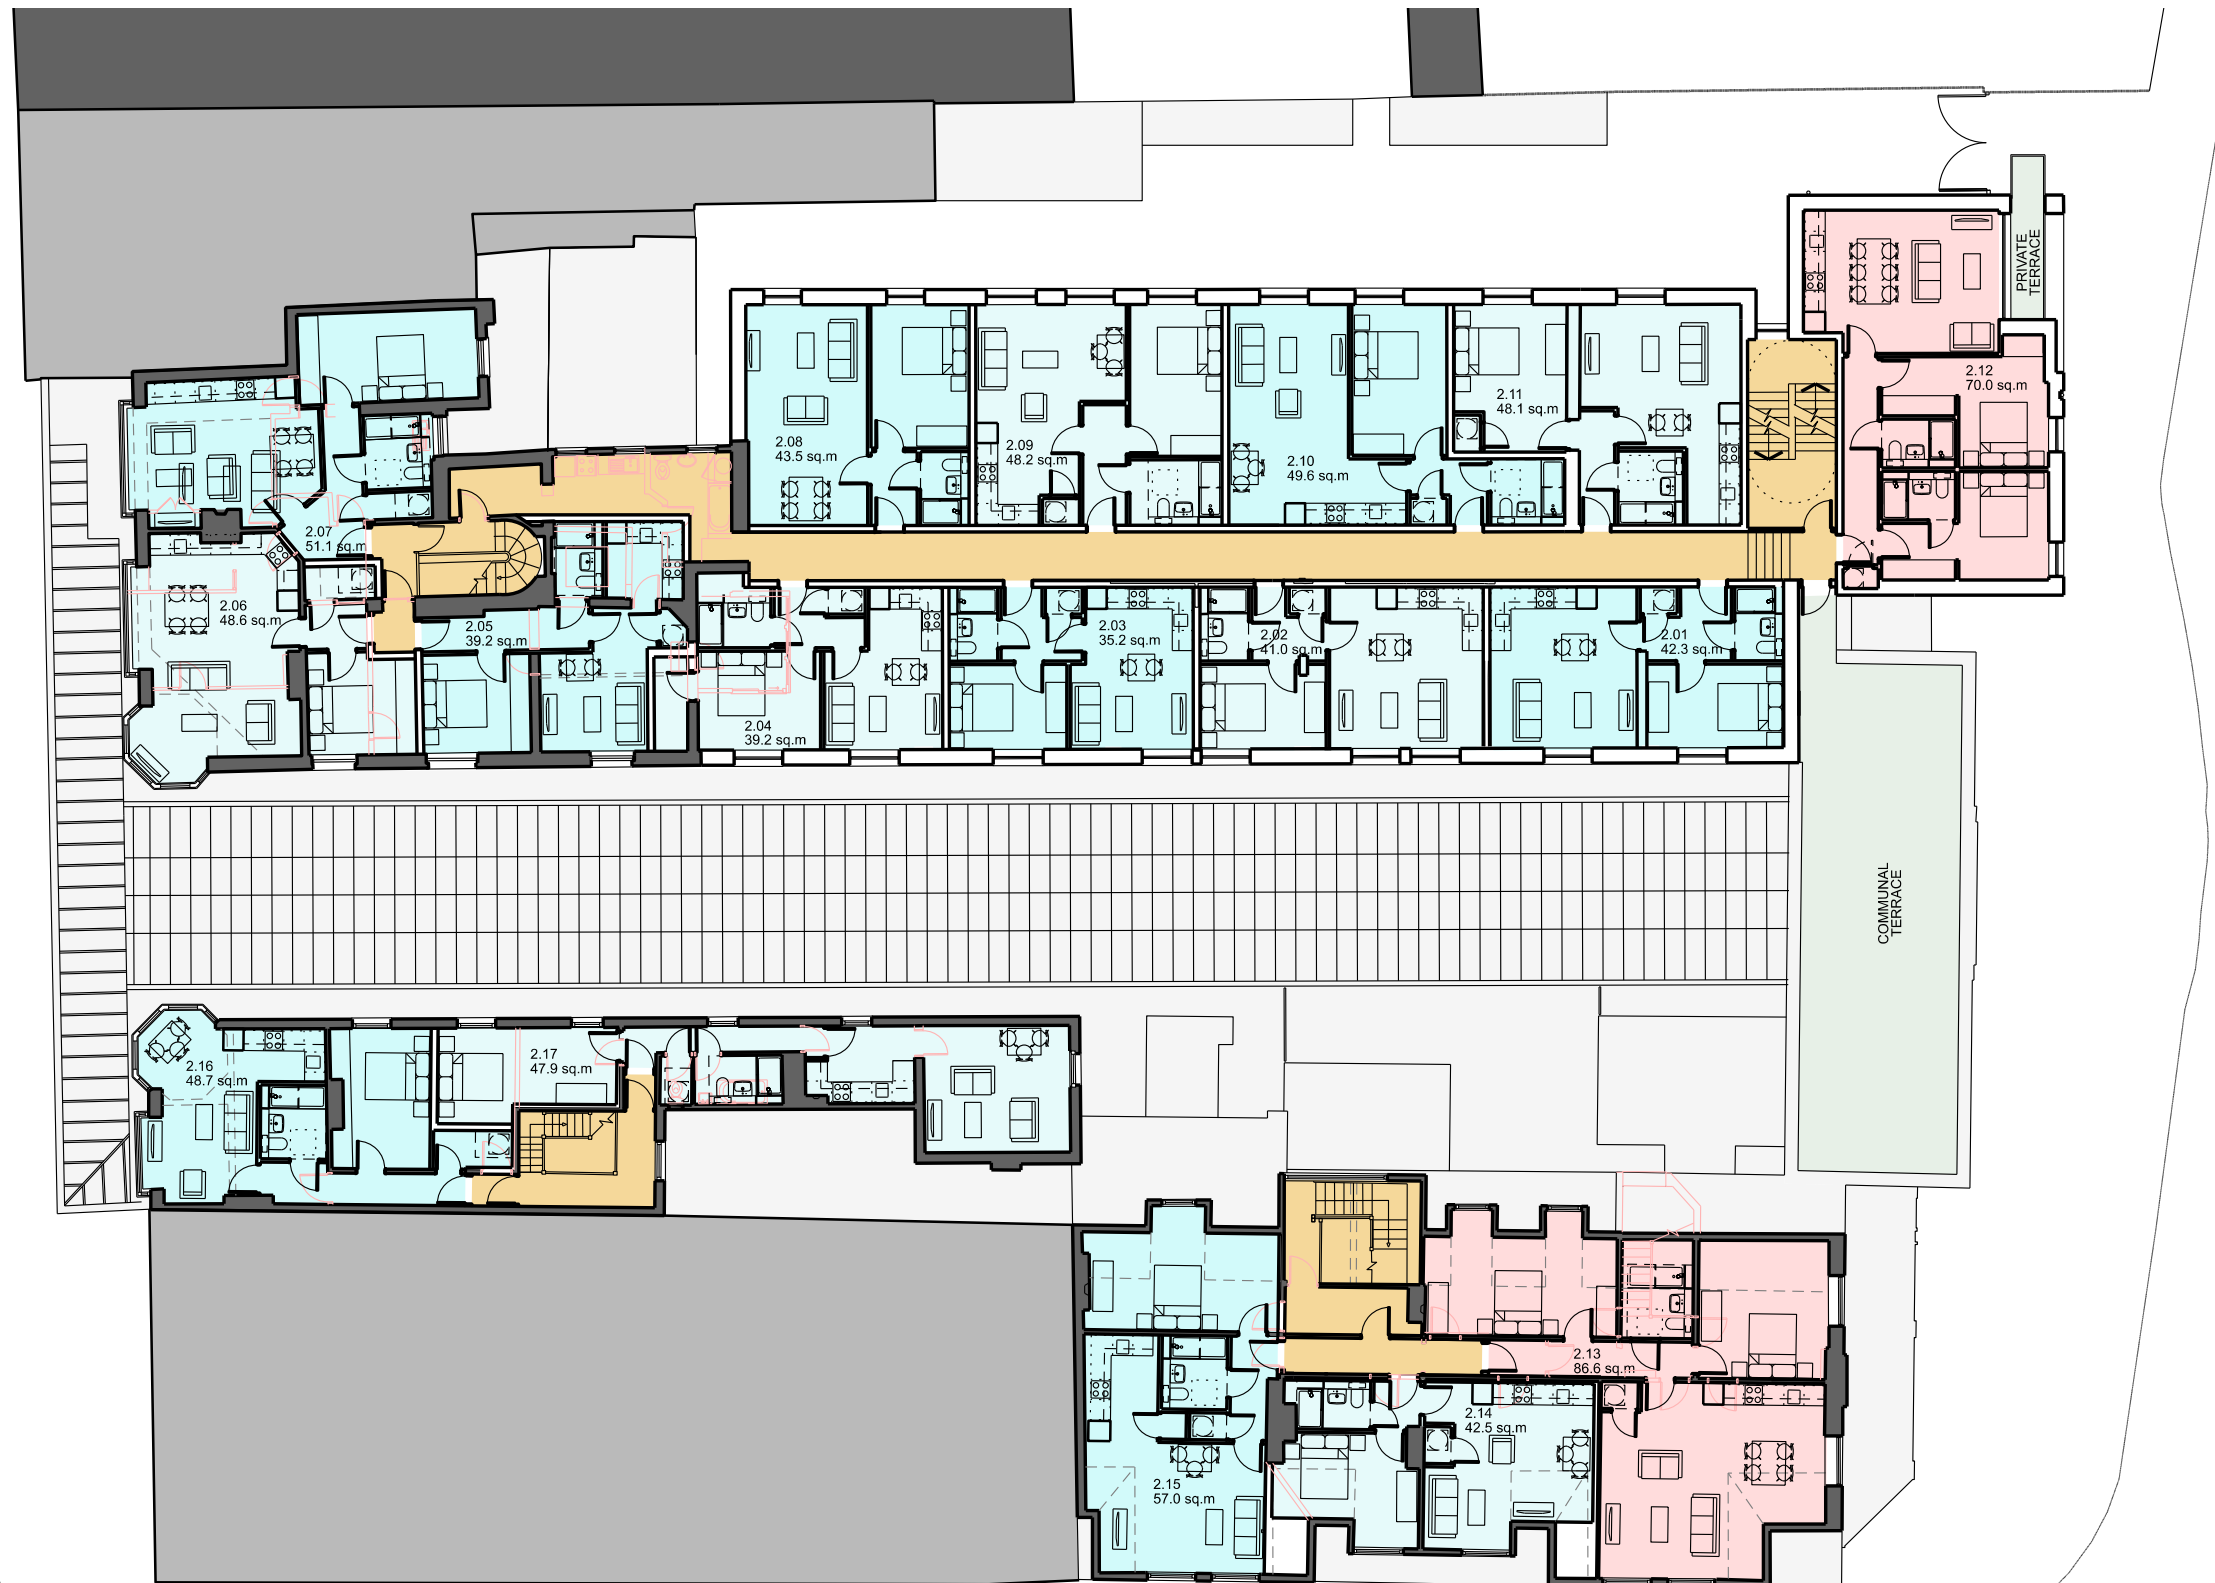 PRIVATE
TERRACE
2.12
70.0 sq.m
2.11
48.1 sq.m
2.08
43.5 sq.m
2.09
48.2 sq.m
2.10
49.6 sq.m
2.07
51.1 sq.m
2.06
48.6 sq.m
2.05
39.2 sq.m
2.03
35.2 sq.m
2.02
41.0 sq.m
2.01
42.3 sq.m
2.04
39.2 sq.m
COMMUNAL
TERRACE
2.16
48.7 sq.m
2.17
47.9 sq.m
2.13
86.6 sq.m
2.14
42.5 sq.m
2.15
57.0 sq.m